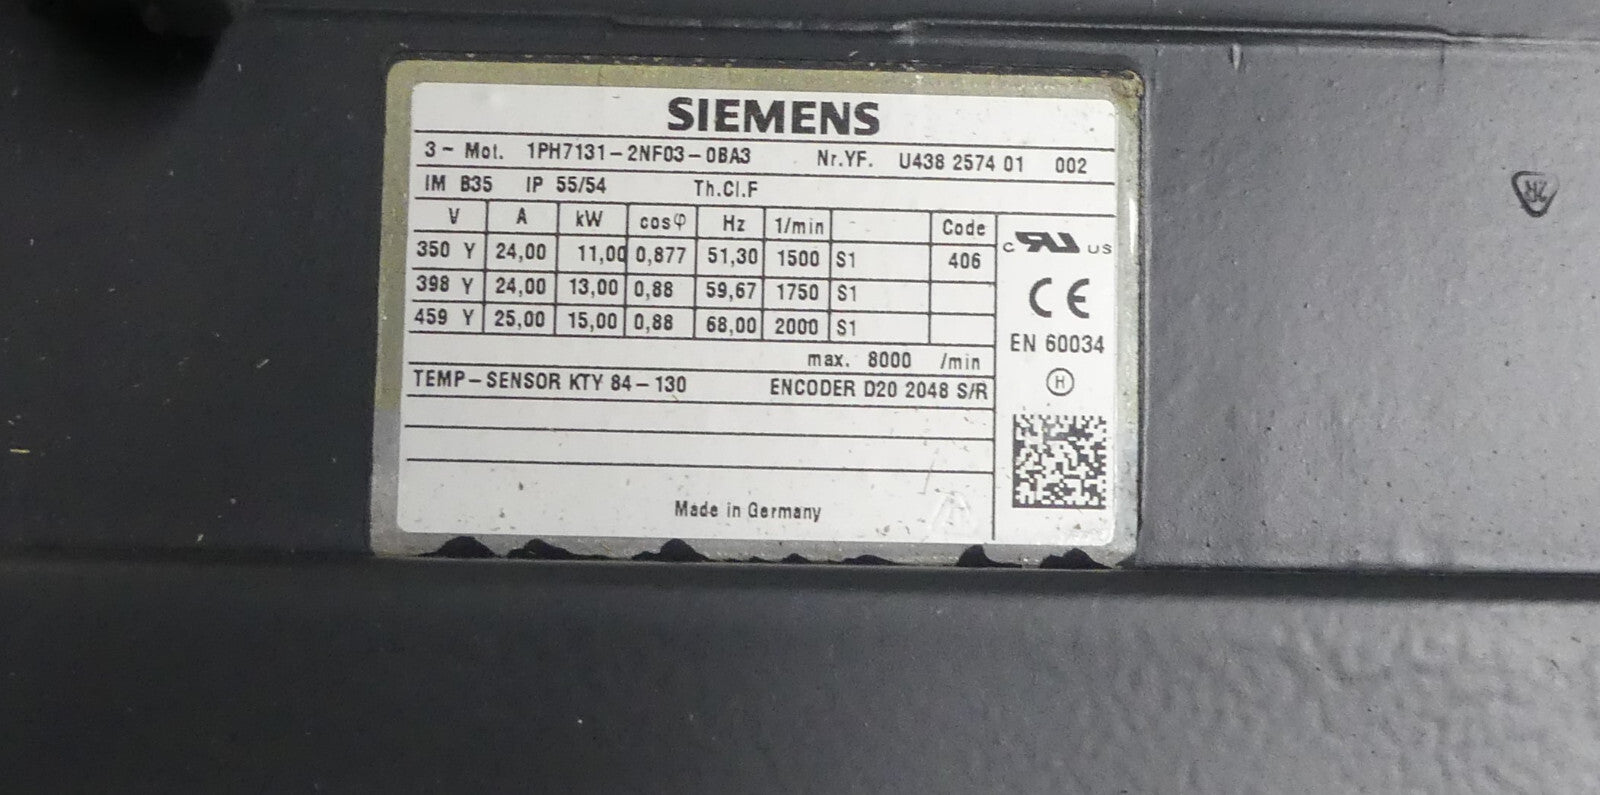 SIEMENS
3~ Mot. 1PH7131-2NF03-0BA3 Nr.YF. U438 2574 01 002
IM B35 IP 55/54 Th.Cl.F
V A kW cosφ Hz 1/min Code
350 Y 24,00 11,00 0,877 51,30 1500 S1 406
398 Y 24,00 13,00 0,88 59,67 1750 S1
459 Y 25,00 15,00 0,88 68,00 2000 S1
max. 8000 /min
TEMP-SENSOR KTY 84-130 ENCODER D20 2048 S/R
Made in Germany
c RU US
CE
EN 60034
H
ZR